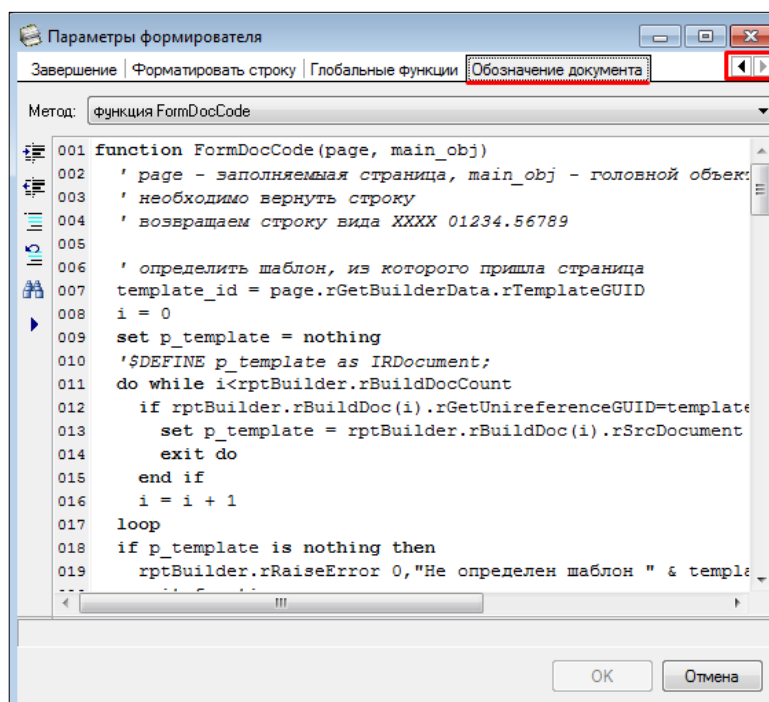 Параметры формирователя
Завершение Форматировать строку Глобальные функции Обозначение документа
Метод: функция FormDocCode
001 function FormDocCode(page, main_obj)
002 ' page - заполняемыая страница, main_obj - головной объек
003 ' необходимо вернуть строку
004 ' возвращаем строку вида XXXX 01234.56789
005
006 ' определить шаблон, из которого пришла страница
007 template_id = page.rGetBuilderData.rTemplateGUID
008 i = 0
009 set p_template = nothing
010 '$DEFINE p_template as IRDocument;
011 do while i<rptBuilder.rBuildDocCount
012 if rptBuilder.rBuildDoc(i).rGetUnireferenceGUID=template
013 set p_template = rptBuilder.rBuildDoc(i).rSrcDocument
014 exit do
015 end if
016 i = i + 1
017 loop
018 if p_template is nothing then
019 rptBuilder.rRaiseError 0,"Не определен шаблон " & templa
OK Отмена